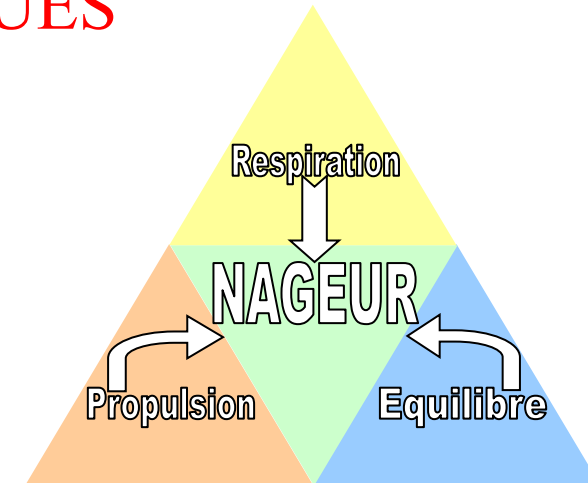 UES
Respiration
NAGEUR
Propulsion
Equilibre